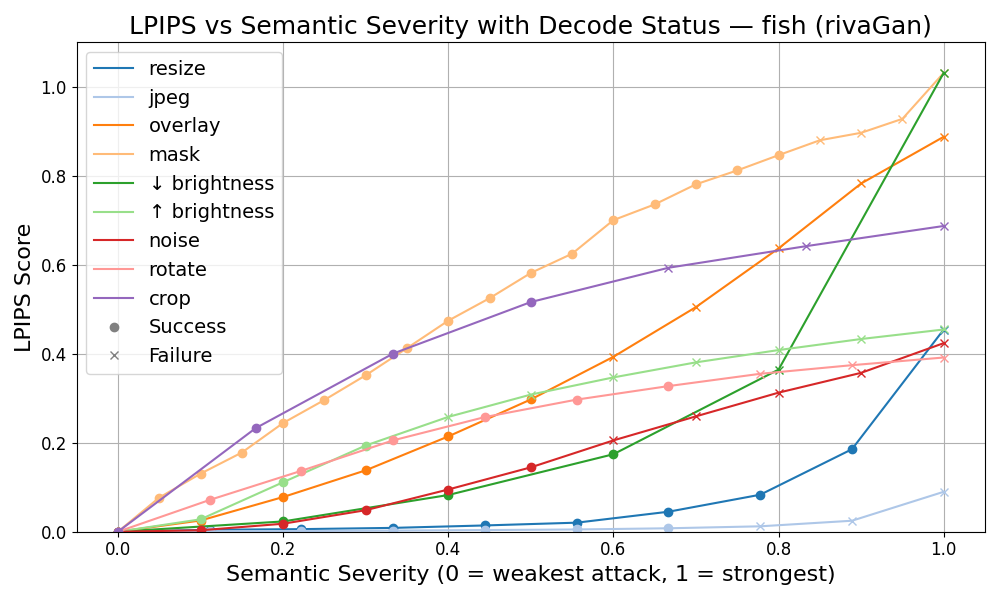 LPIPS vs Semantic Severity with Decode Status — fish (rivaGan)
LPIPS Score
1.0
0.8
0.6
0.4
0.2
0.0
resize
jpeg
overlay
mask
↓ brightness
↑ brightness
noise
rotate
crop
Success
Failure
0.0 0.2 0.4 0.6 0.8 1.0
Semantic Severity (0 = weakest attack, 1 = strongest)